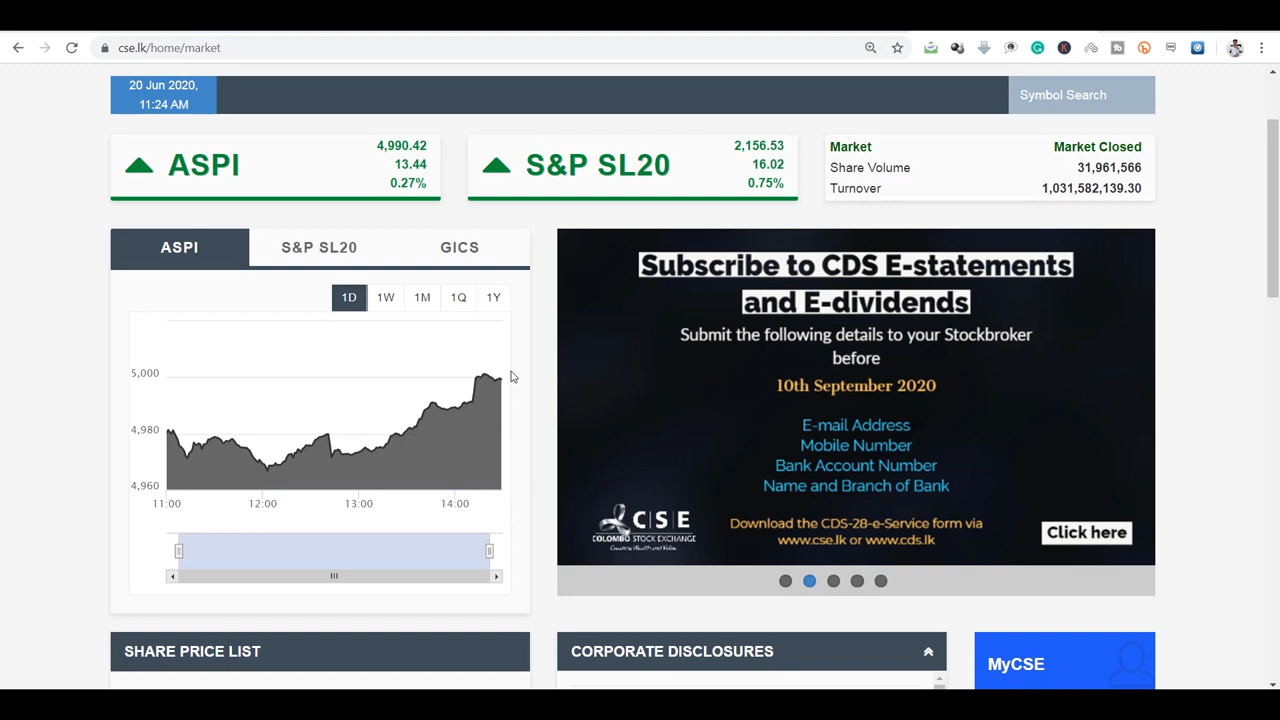 cse.lk/home/market
20 Jun 2020,
11:24 AM
Symbol Search
ASPI
4,990.42
13.44
0.27%
S&P SL20
2,156.53
16.02
0.75%
Market Market Closed
Share Volume 31,961,566
Turnover 1,031,582,139.30
ASPI S&P SL20 GICS
1D 1W 1M 1Q 1Y
5,000
4,980
4,960
11:00 12:00 13:00 14:00
Subscribe to CDS E-statements
and E-dividends
Submit the following details to your Stockbroker
before
10th September 2020
E-mail Address
Mobile Number
Bank Account Number
Name and Branch of Bank
CSE
COLOMBO STOCK EXCHANGE
Creating Wealth and Value
Download the CDS-28-e-Service form via
www.cse.lk or www.cds.lk
Click here
SHARE PRICE LIST
CORPORATE DISCLOSURES
MyCSE